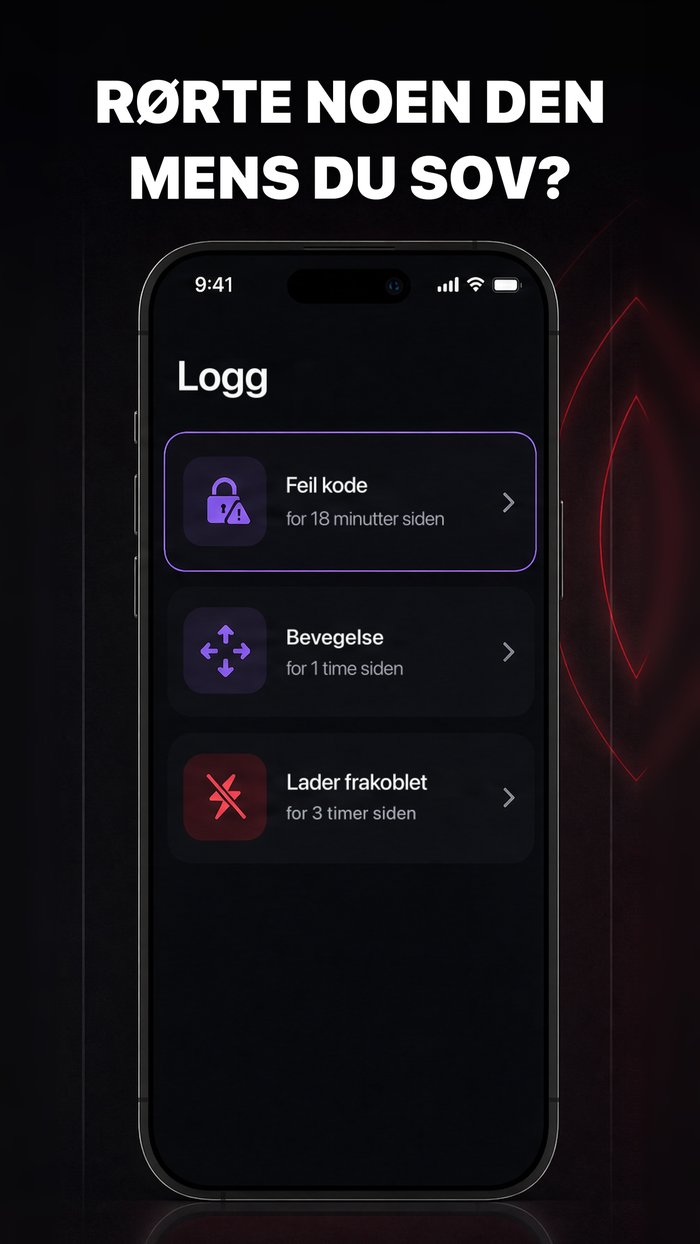 RØRTE NOEN DEN
MENS DU SOV?
9:41
Logg
Feil kode
for 18 minutter siden
Bevegelse
for 1 time siden
Lader frakoblet
for 3 timer siden